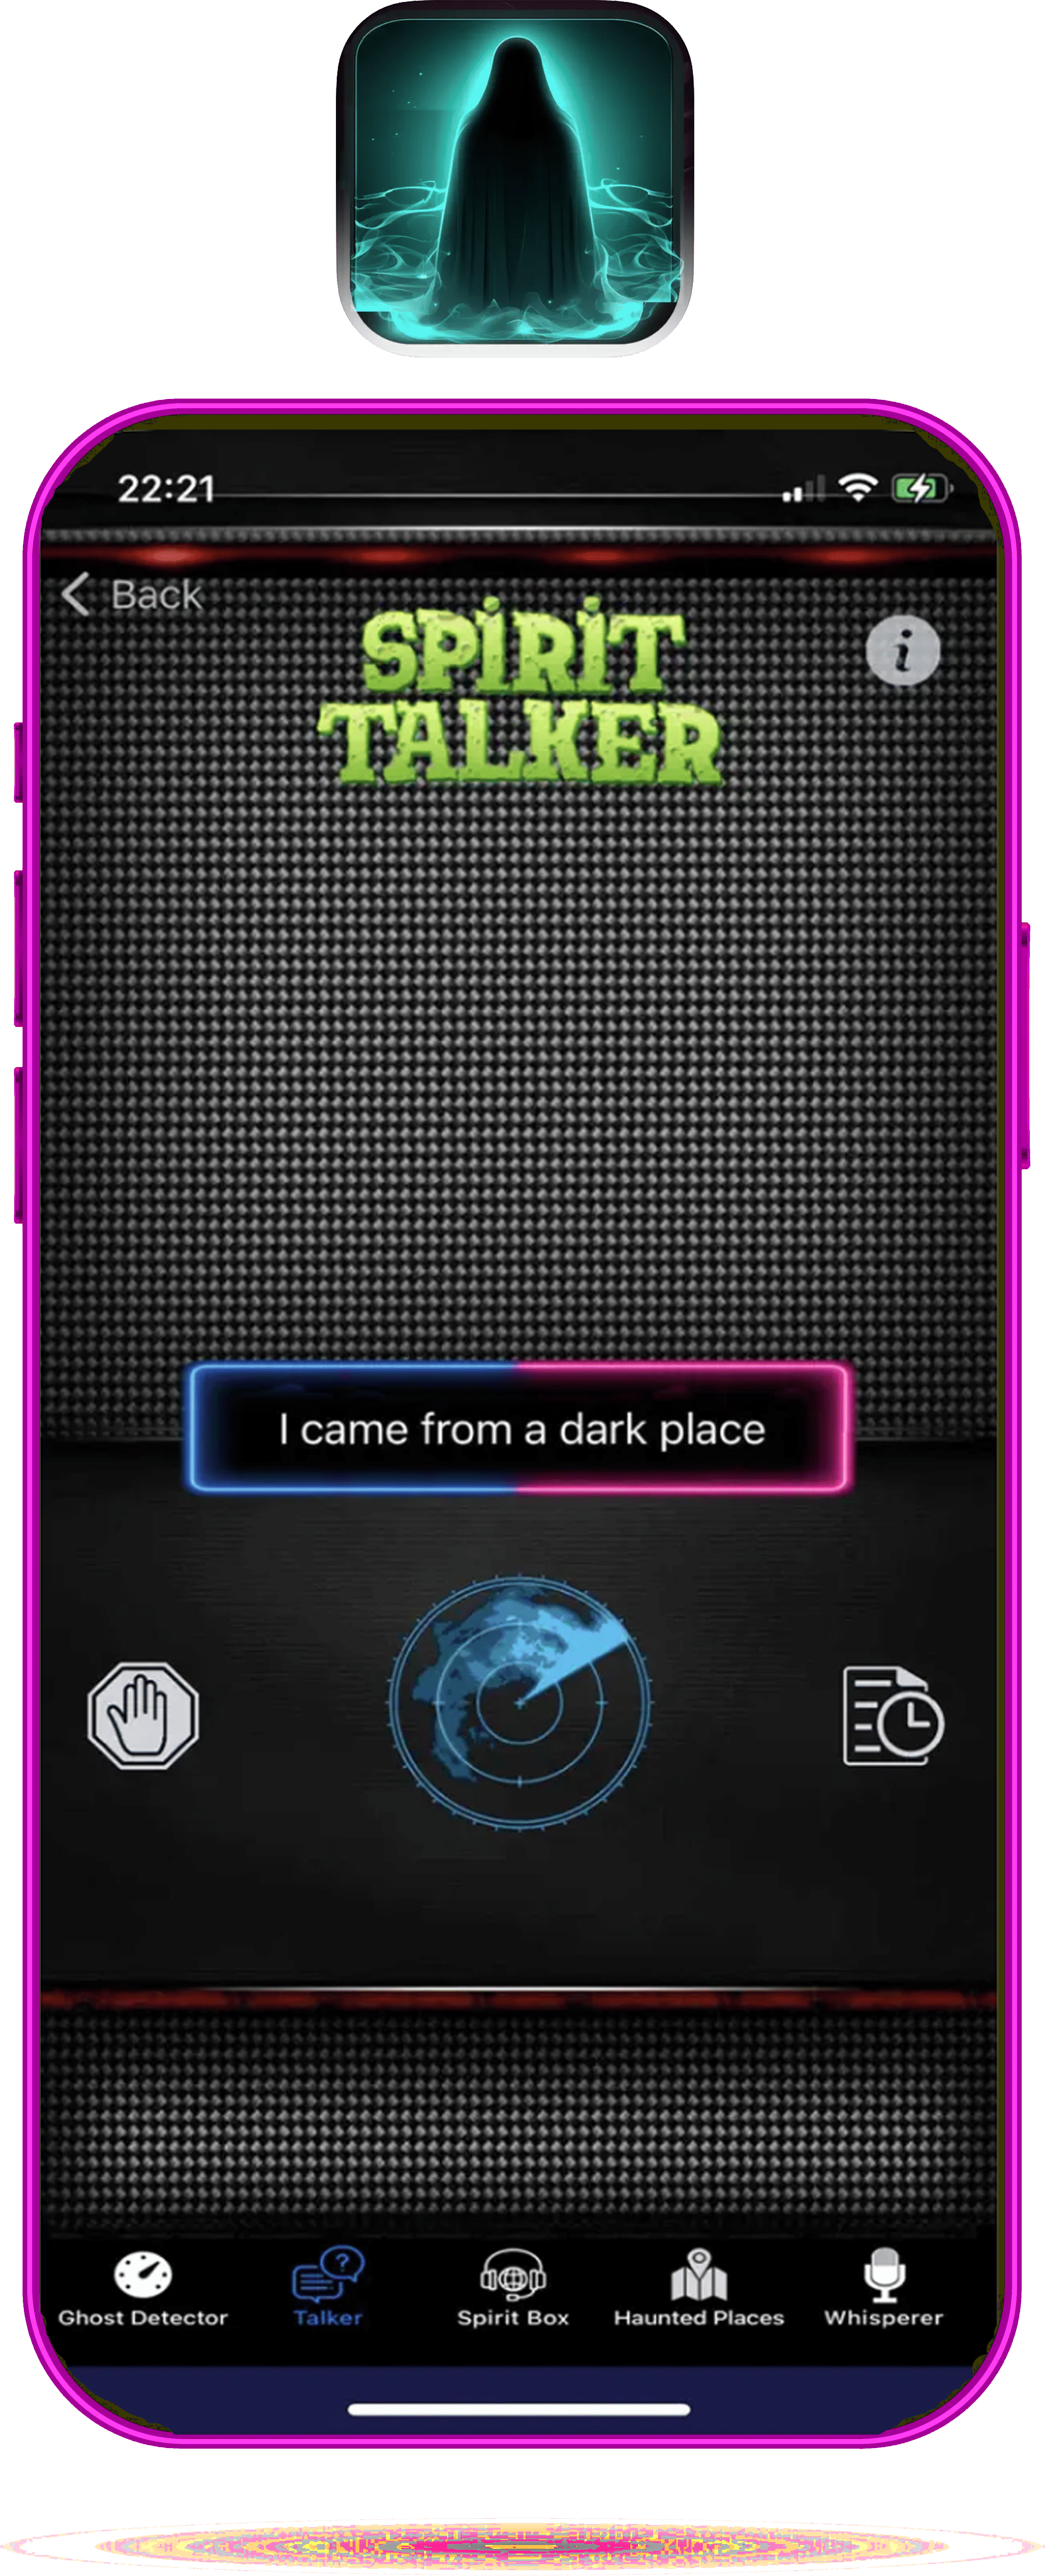 22:21
Back
i
SPiRiT
TALKER
I came from a dark place
?
Ghost Detector
Talker
Spirit Box
Haunted Places
Whisperer